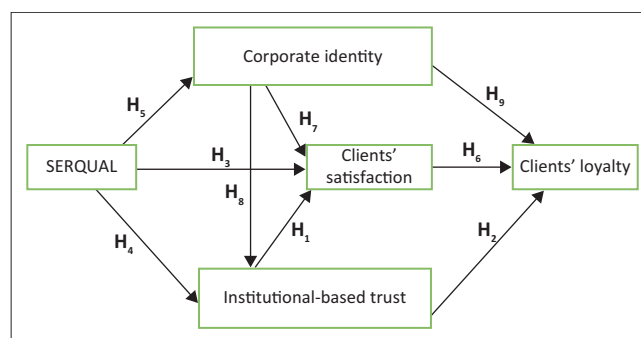 Corporate identity
H₅
H₉
H₇
SERQUAL
H₃
Clients'
satisfaction
H₆
Clients' loyalty
H₈
H₄
H₁
H₂
Institutional-based trust